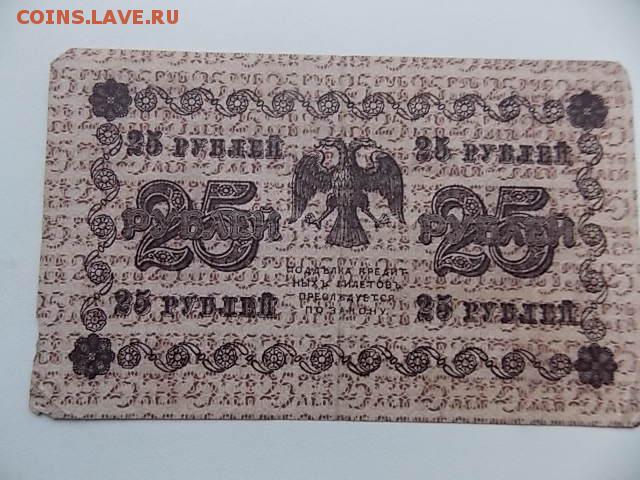 COINS.LAVE.RU
25 РУБЛЕЙ 25 РУБЛЕЙ
25 РУБЛЕЙ 25 РУБЛЕЙ
ПОДДѢЛКА КРЕДИТ
НЫХЪ БИЛЕТОВЪ
ПРЕСЛѢДУЕТСЯ
ПО ЗАКОНУ.
25 РУБЛЕЙ 25 РУБЛЕЙ